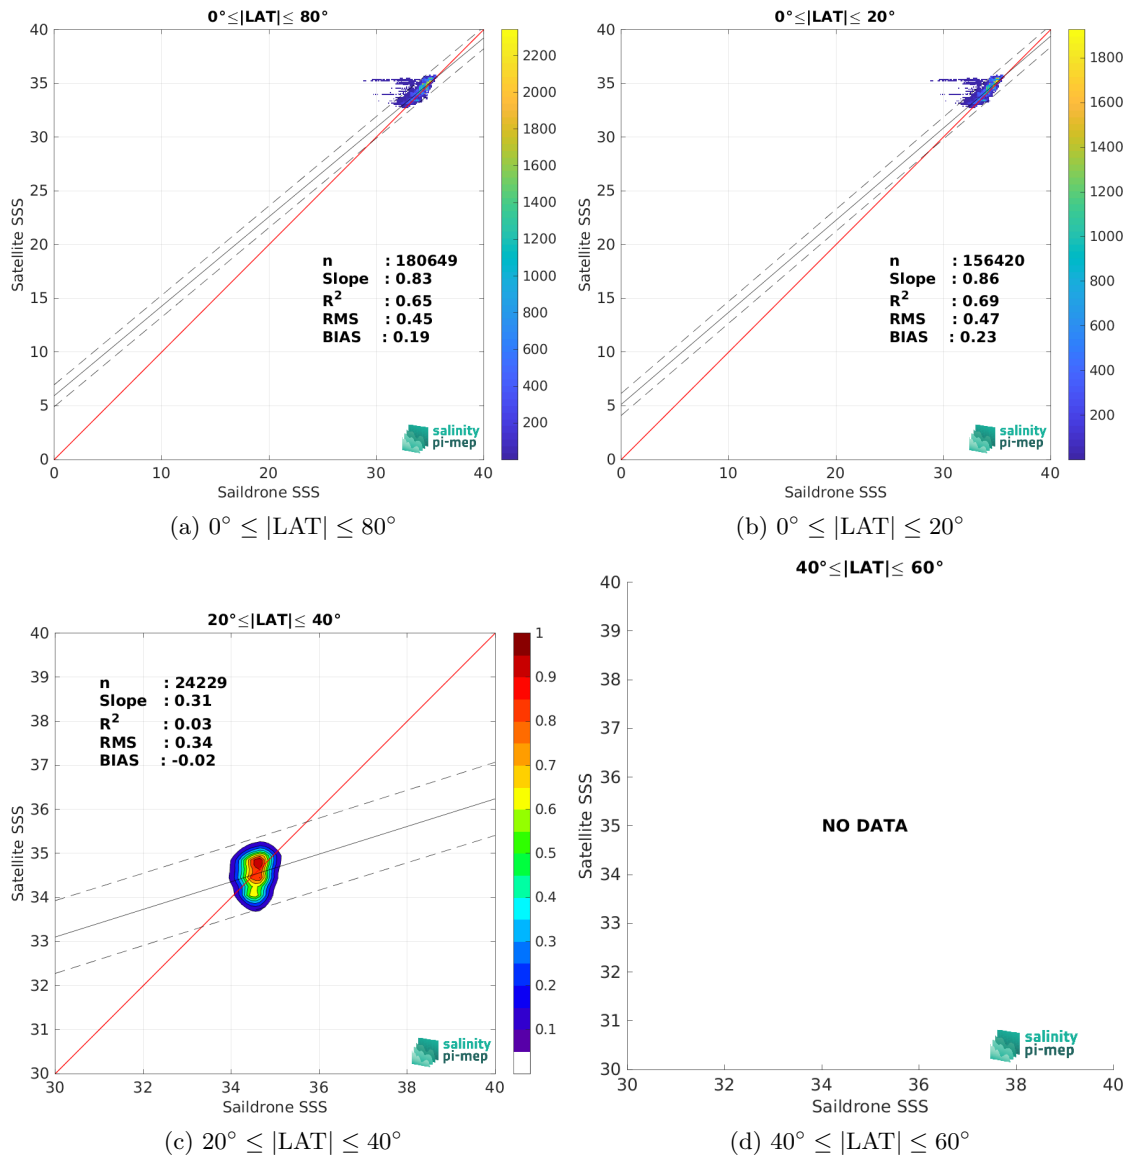 0°≤|LAT|≤ 80°
40
35
30
25
20
15
10
5
0
0
10
20
30
40
Satellite SSS
Saildrone SSS
n : 180649
Slope : 0.83
R² : 0.65
RMS : 0.45
BIAS : 0.19
2200
2000
1800
1600
1400
1200
1000
800
600
400
200
salinity
pi-mep
(a) 0° ≤ |LAT| ≤ 80°
0°≤|LAT|≤ 20°
40
35
30
25
20
15
10
5
0
0
10
20
30
40
Satellite SSS
Saildrone SSS
n : 156420
Slope : 0.86
R² : 0.69
RMS : 0.47
BIAS : 0.23
1800
1600
1400
1200
1000
800
600
400
200
salinity
pi-mep
(b) 0° ≤ |LAT| ≤ 20°
20°≤|LAT|≤ 40°
40
39
38
37
36
35
34
33
32
31
30
30
32
34
36
38
40
Satellite SSS
Saildrone SSS
n : 24229
Slope : 0.31
R² : 0.03
RMS : 0.34
BIAS : -0.02
1
0.9
0.8
0.7
0.6
0.5
0.4
0.3
0.2
0.1
salinity
pi-mep
(c) 20° ≤ |LAT| ≤ 40°
40°≤|LAT|≤ 60°
40
39
38
37
36
35
34
33
32
31
30
30
32
34
36
38
40
Satellite SSS
Saildrone SSS
NO DATA
salinity
pi-mep
(d) 40° ≤ |LAT| ≤ 60°